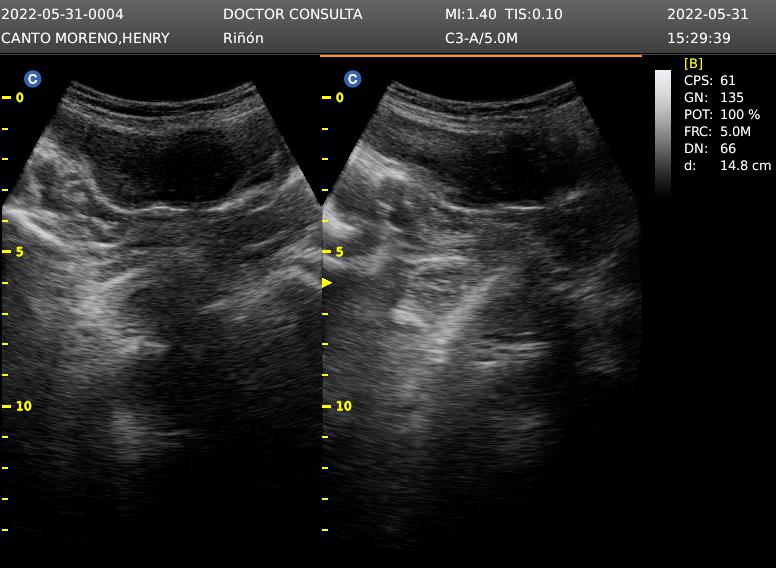 2022-05-31-0004 DOCTOR CONSULTA MI:1.40 TIS:0.10 2022-05-31
CANTO MORENO,HENRY Riñón C3-A/5.0M 15:29:39
[B]
CPS: 61
GN: 135
POT: 100 %
FRC: 5.0M
DN: 66
d: 14.8 cm
C C
0 0
5 5
10 10